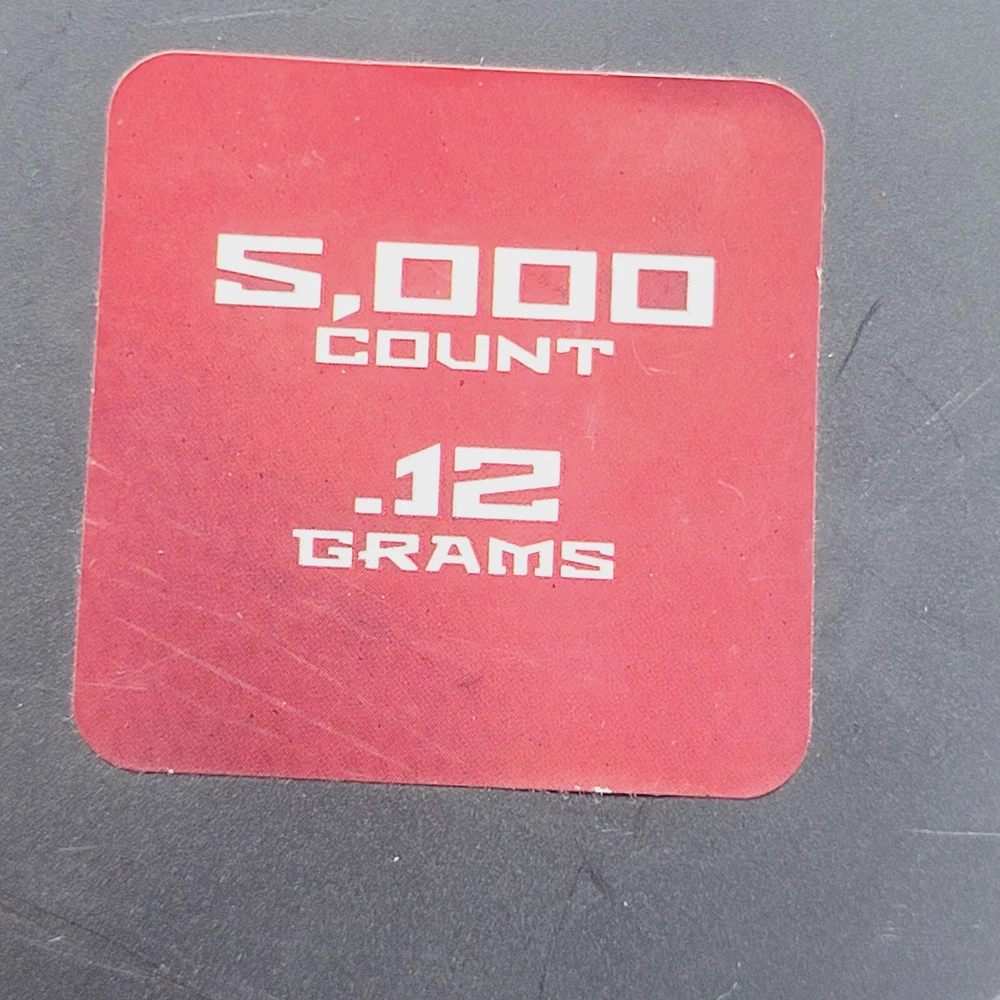 5,000
COUNT
.12
GRAMS